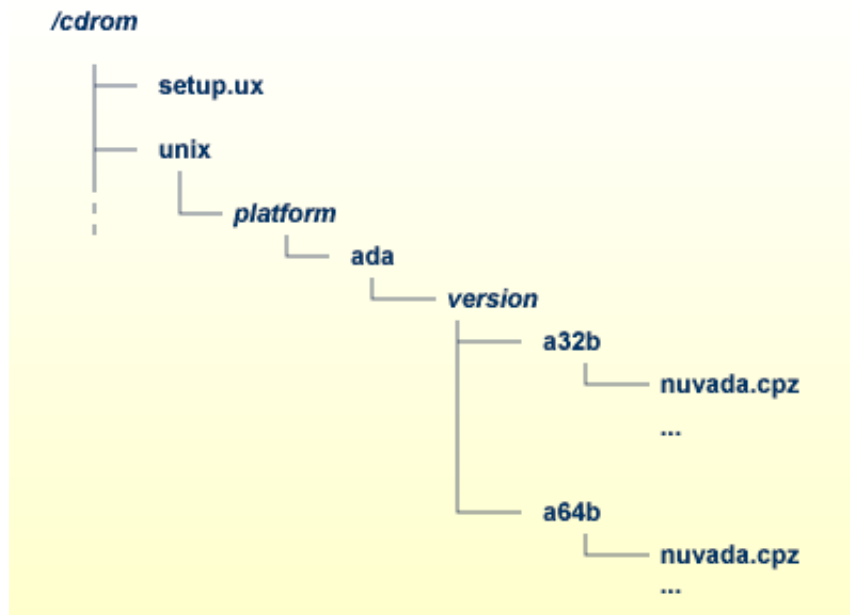 /cdrom
setup.ux
unix
platform
ada
version
a32b
nuvada.cpz
...
a64b
nuvada.cpz
...